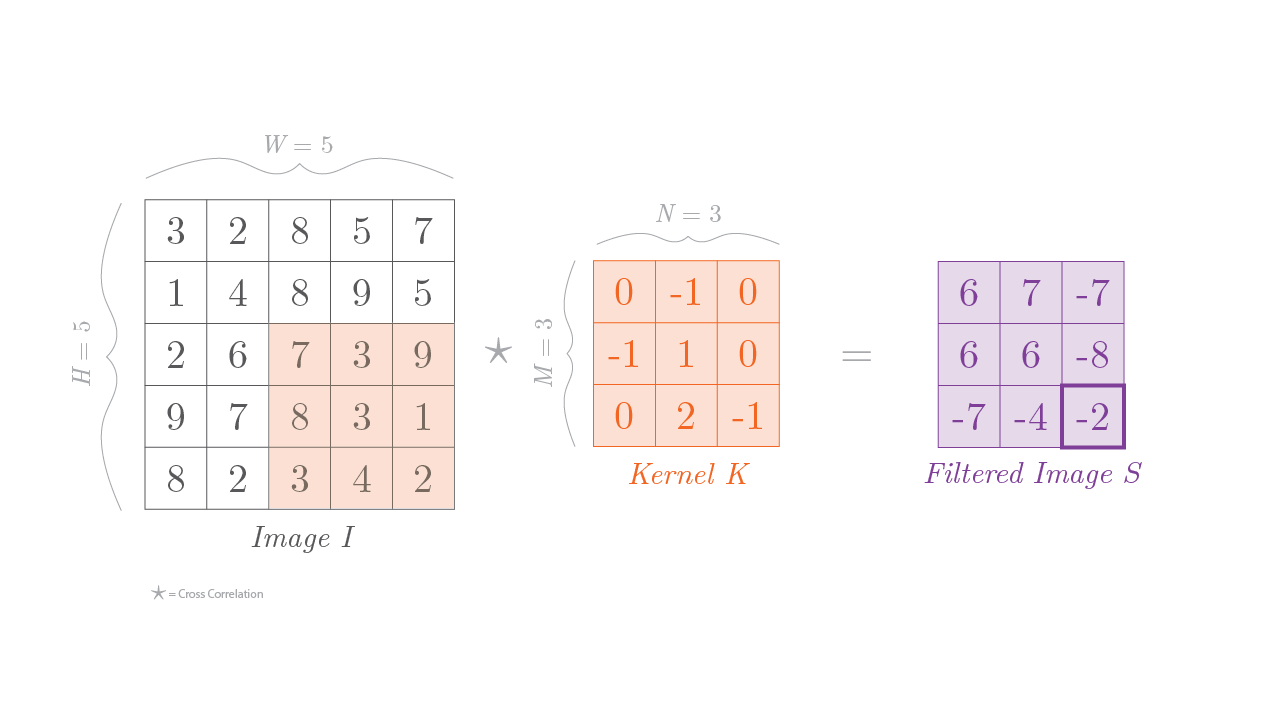 W = 5
H = 5
3 2 8 5 7
1 4 8 9 5
2 6 7 3 9
9 7 8 3 1
8 2 3 4 2
Image I
⋆
N = 3
M = 3
0 -1 0
-1 1 0
0 2 -1
Kernel K
=
6 7 -7
6 6 -8
-7 -4 -2
Filtered Image S
⋆ = Cross Correlation